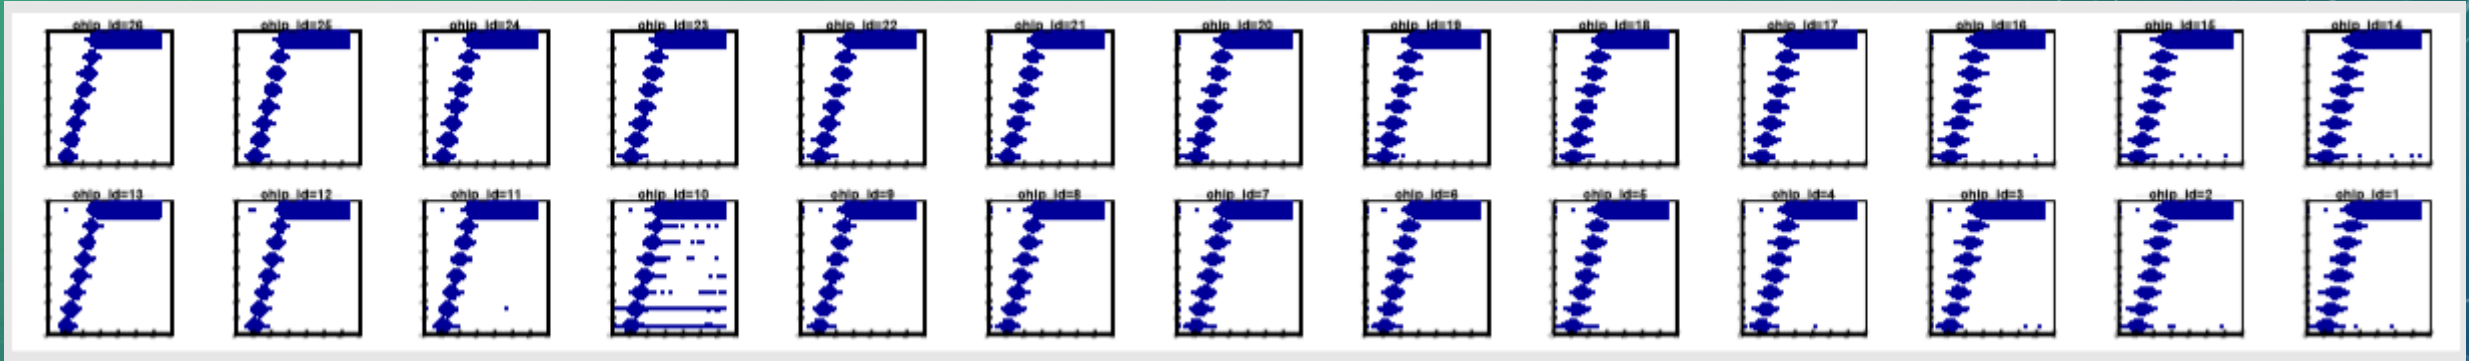 chip_id=26 chip_id=25 chip_id=24 chip_id=23 chip_id=22 chip_id=21 chip_id=20 chip_id=19 chip_id=18 chip_id=17 chip_id=16 chip_id=15 chip_id=14
chip_id=13 chip_id=12 chip_id=11 chip_id=10 chip_id=9 chip_id=8 chip_id=7 chip_id=6 chip_id=5 chip_id=4 chip_id=3 chip_id=2 chip_id=1